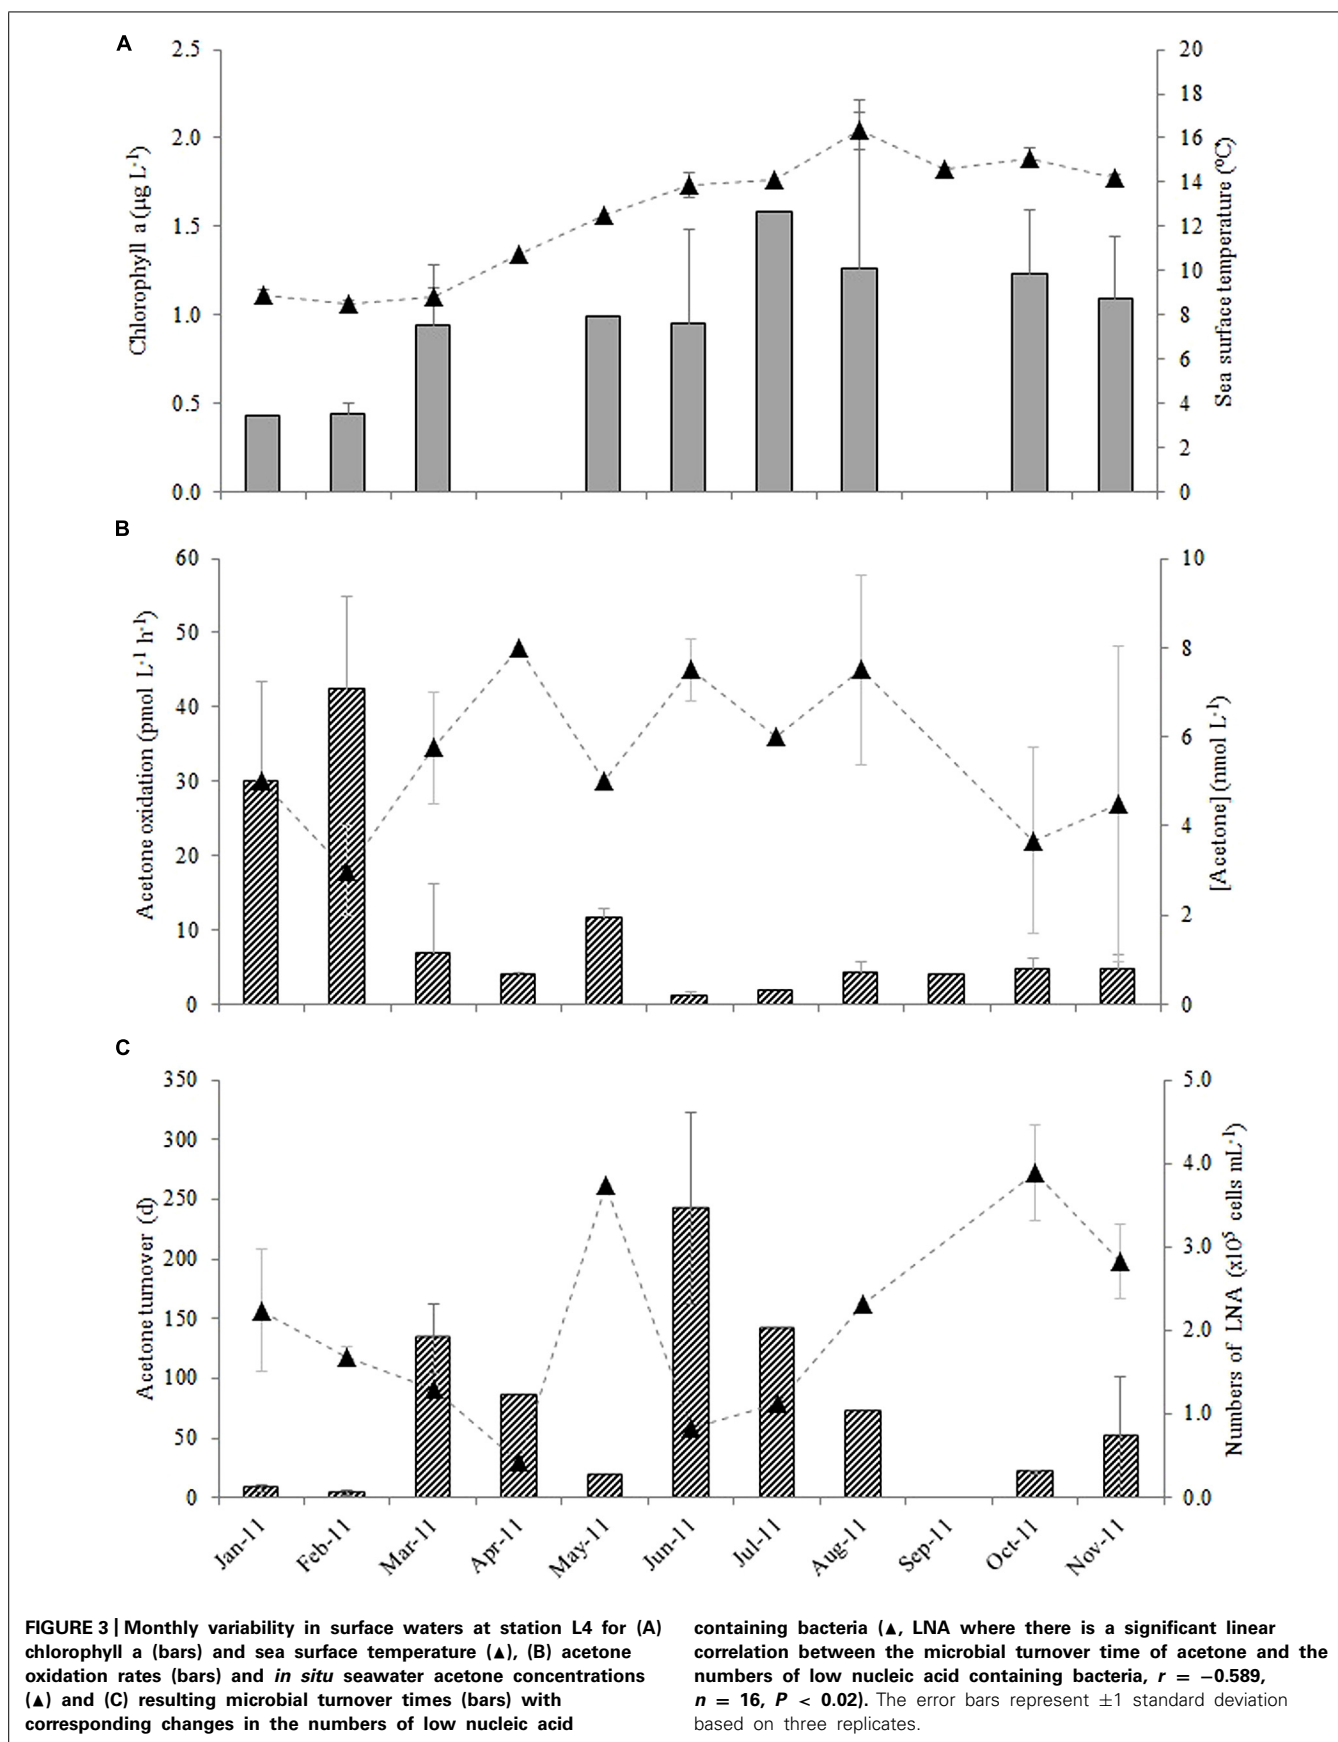 A
2.5
2.0
1.5
1.0
0.5
0.0
Chlorophyll a (µg L-1)
20
18
16
14
12
10
8
6
4
2
0
Sea surface temperature (ºC)
B
60
50
40
30
20
10
0
Acetone oxidation (pmol L-1 h-1)
10
8
6
4
2
0
[Acetone] (nmol L-1)
C
350
300
250
200
150
100
50
0
Acetone turnover (d)
5.0
4.0
3.0
2.0
1.0
0.0
Numbers of LNA (x10⁵ cells mL-1)
Jan-11
Feb-11
Mar-11
Apr-11
May-11
Jun-11
Jul-11
Aug-11
Sep-11
Oct-11
Nov-11
FIGURE 3 | Monthly variability in surface waters at station L4 for (A)
chlorophyll a (bars) and sea surface temperature (▲), (B) acetone
oxidation rates (bars) and in situ seawater acetone concentrations
(▲) and (C) resulting microbial turnover times (bars) with
corresponding changes in the numbers of low nucleic acid
containing bacteria (▲, LNA where there is a significant linear
correlation between the microbial turnover time of acetone and the
numbers of low nucleic acid containing bacteria, r = −0.589,
n = 16, P < 0.02). The error bars represent ±1 standard deviation
based on three replicates.